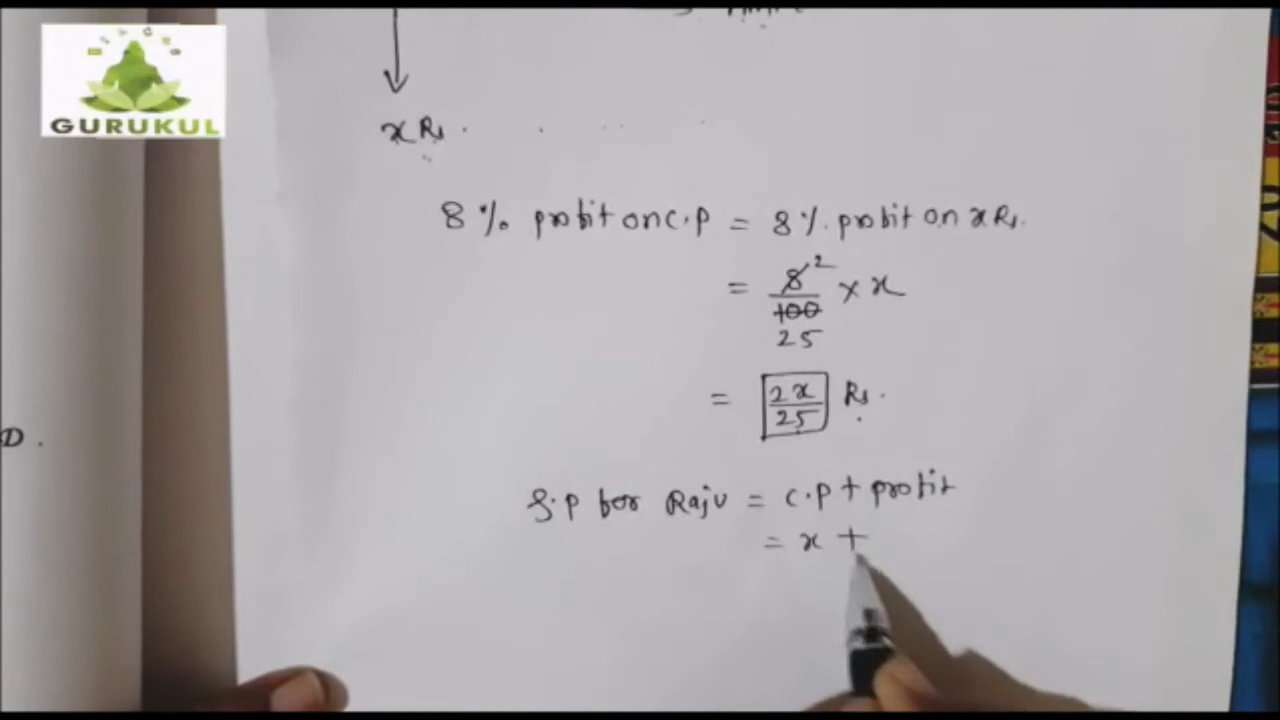 GURUKUL
x Rs.
8 % profit on C.P = 8 % profit on x Rs.
= 8 2 / 100 × x
25
= 2x / 25 Rs.
D.
S.P for Raju = C.P + profit
= x +